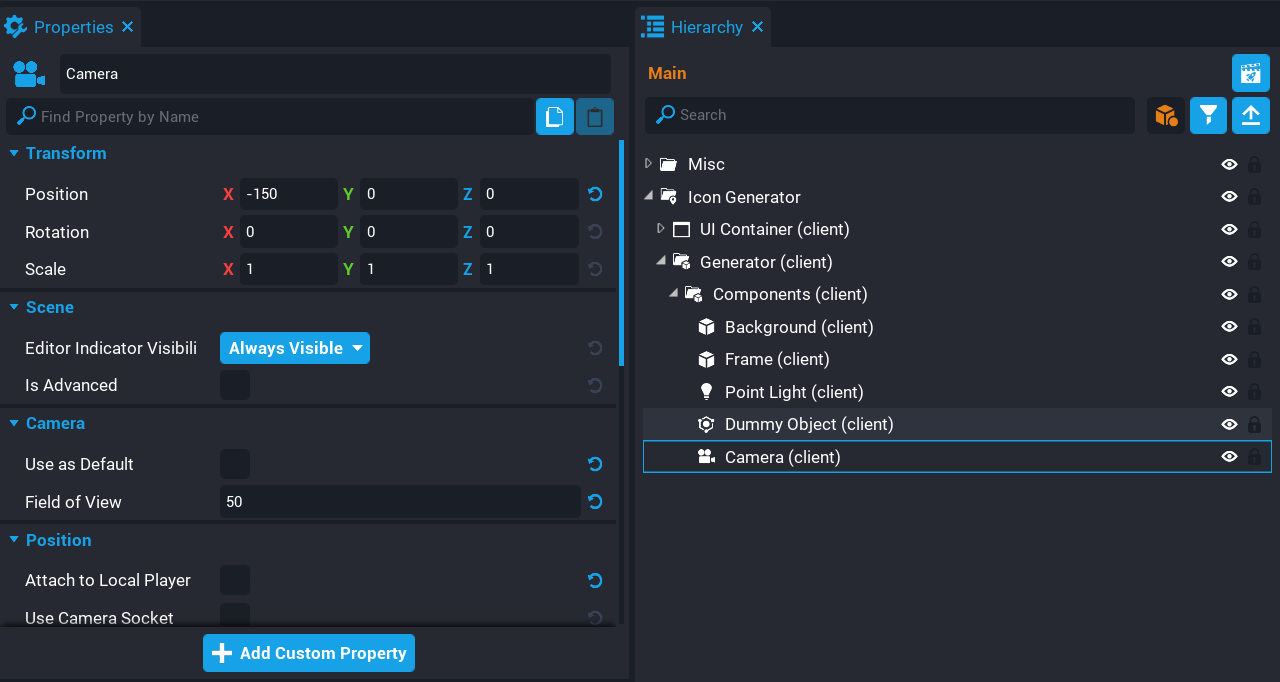 Properties
Camera
Find Property by Name
Transform
Position X -150 Y 0 Z 0
Rotation X 0 Y 0 Z 0
Scale X 1 Y 1 Z 1
Scene
Editor Indicator Visibili Always Visible
Is Advanced
Camera
Use as Default
Field of View 50
Position
Attach to Local Player
Use Camera Socket
Add Custom Property
Hierarchy
Main
Search
Misc
Icon Generator
UI Container (client)
Generator (client)
Components (client)
Background (client)
Frame (client)
Point Light (client)
Dummy Object (client)
Camera (client)